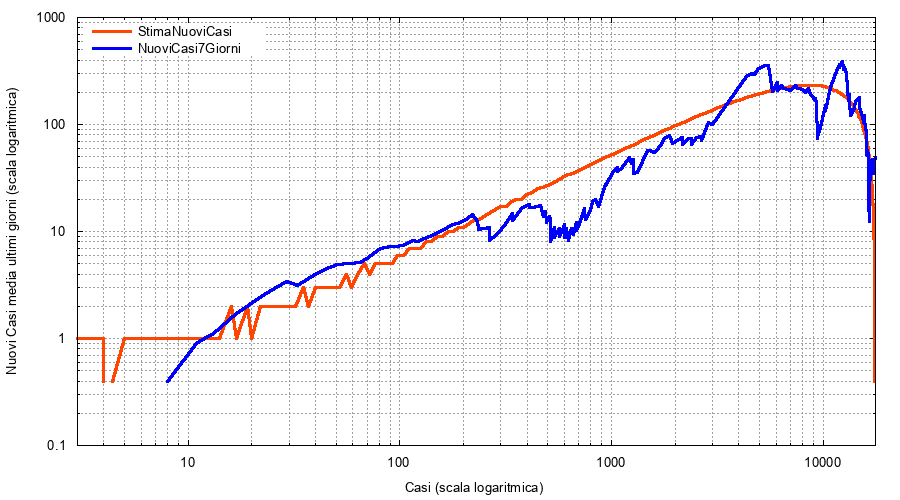 1000
StimaNuoviCasi
NuoviCasi7Giorni
100
10
1
0.1
Nuovi Casi media ultimi giorni (scala logaritmica)
10
100
1000
10000
Casi (scala logaritmica)